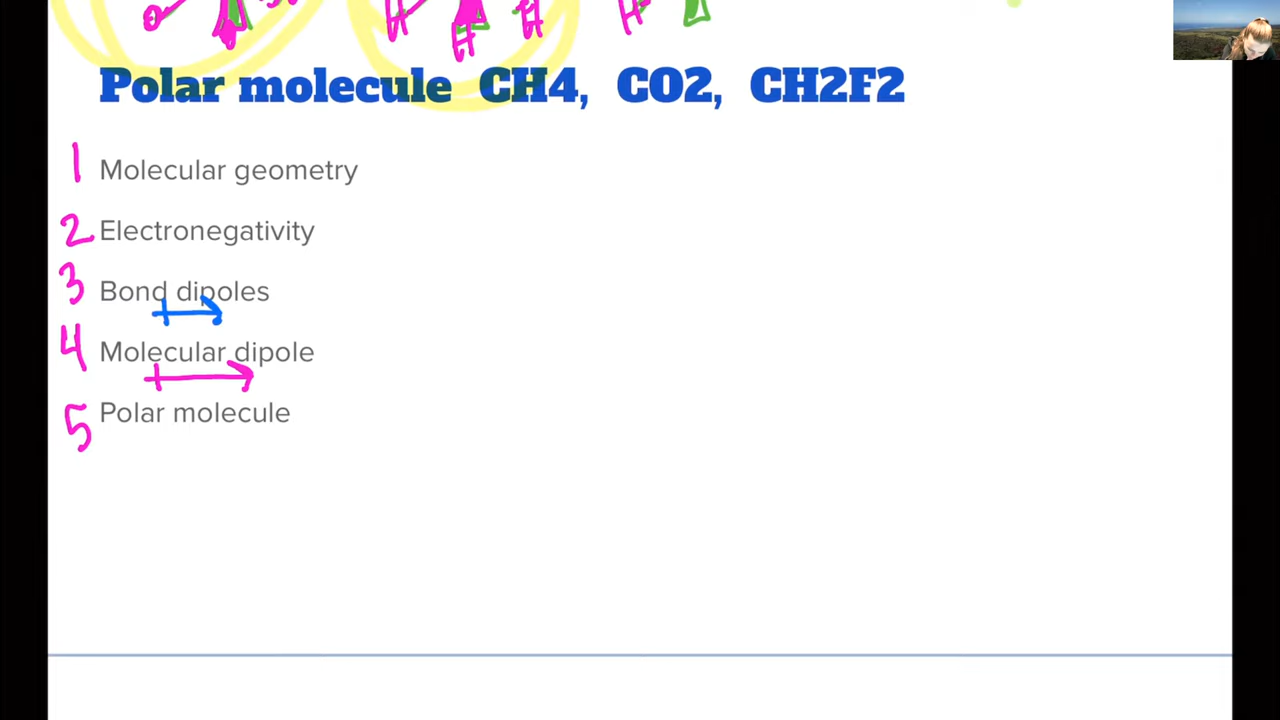 H H H H
Polar molecule CH4, CO2, CH2F2
1 Molecular geometry
2 Electronegativity
3 Bond dipoles
4 Molecular dipole
5 Polar molecule